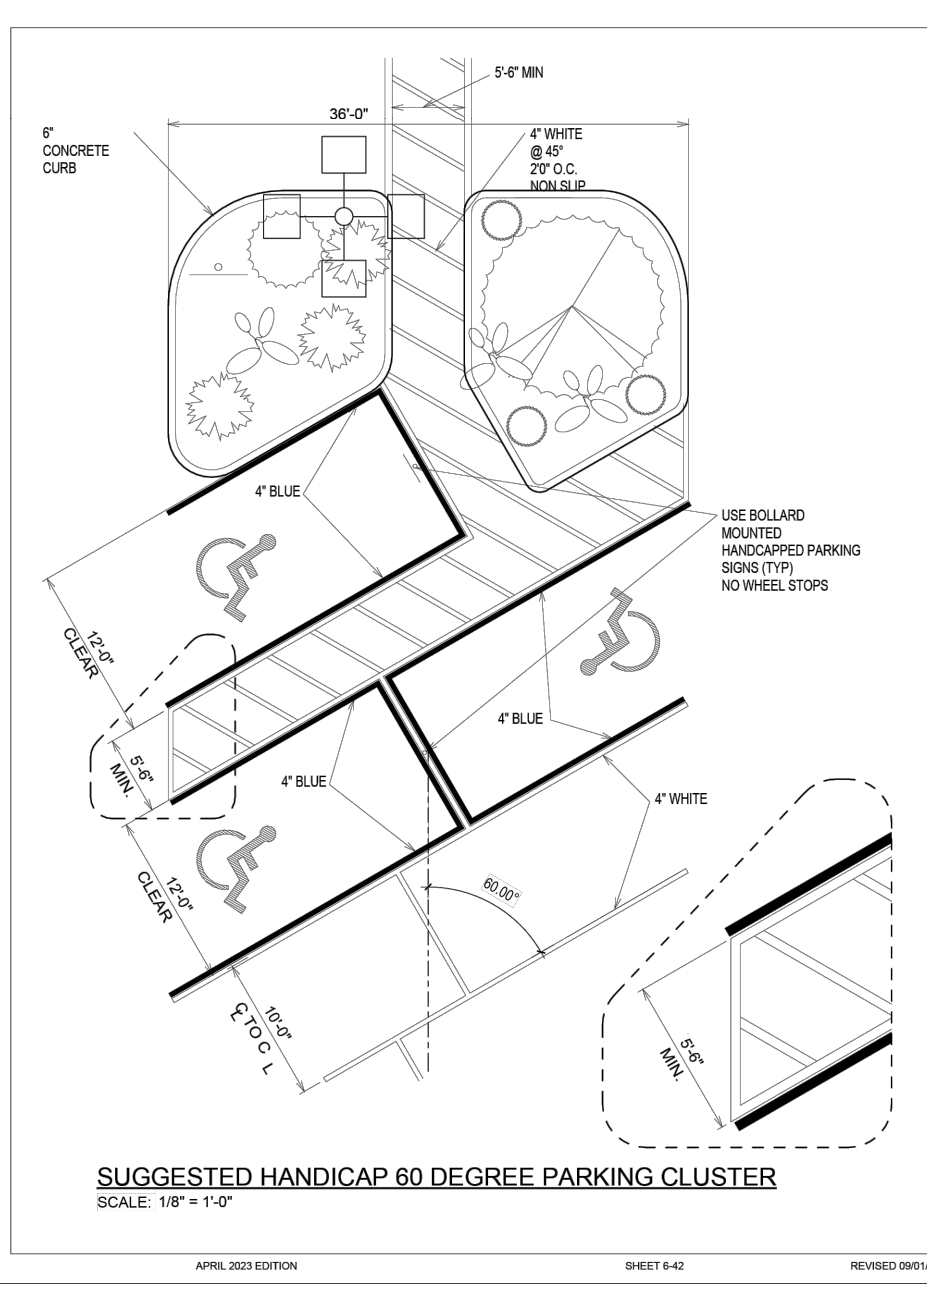 5'-6" MIN
36'-0"
6"
CONCRETE
CURB
4" WHITE
@ 45°
2'0" O.C.
NON SLIP
4" BLUE
USE BOLLARD
MOUNTED
HANDCAPPED PARKING
SIGNS (TYP)
NO WHEEL STOPS
12'-0"
CLEAR
4" BLUE
5'-6"
MIN.
4" BLUE
4" WHITE
12'-0"
CLEAR
60.00°
10'-0"
C L TO C L
5'-6"
MIN.
SUGGESTED HANDICAP 60 DEGREE PARKING CLUSTER
SCALE: 1/8" = 1'-0"
APRIL 2023 EDITION
SHEET 6-42
REVISED 09/01/